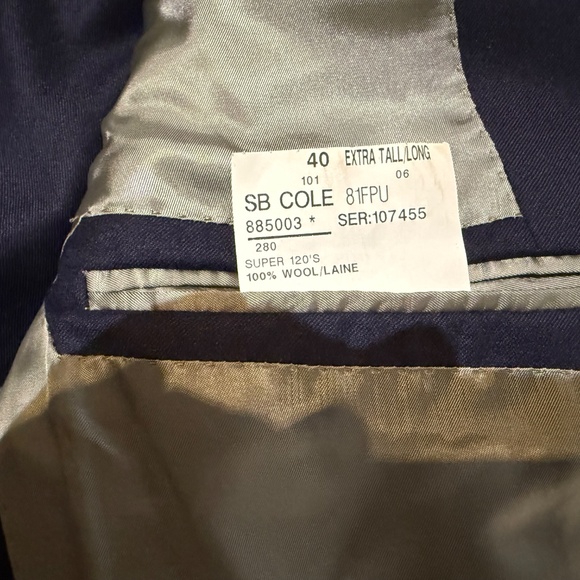 40 EXTRA TALL/LONG
101 06
SB COLE 81FPU
885003 * SER:107455
280
SUPER 120'S
100% WOOL/LAINE